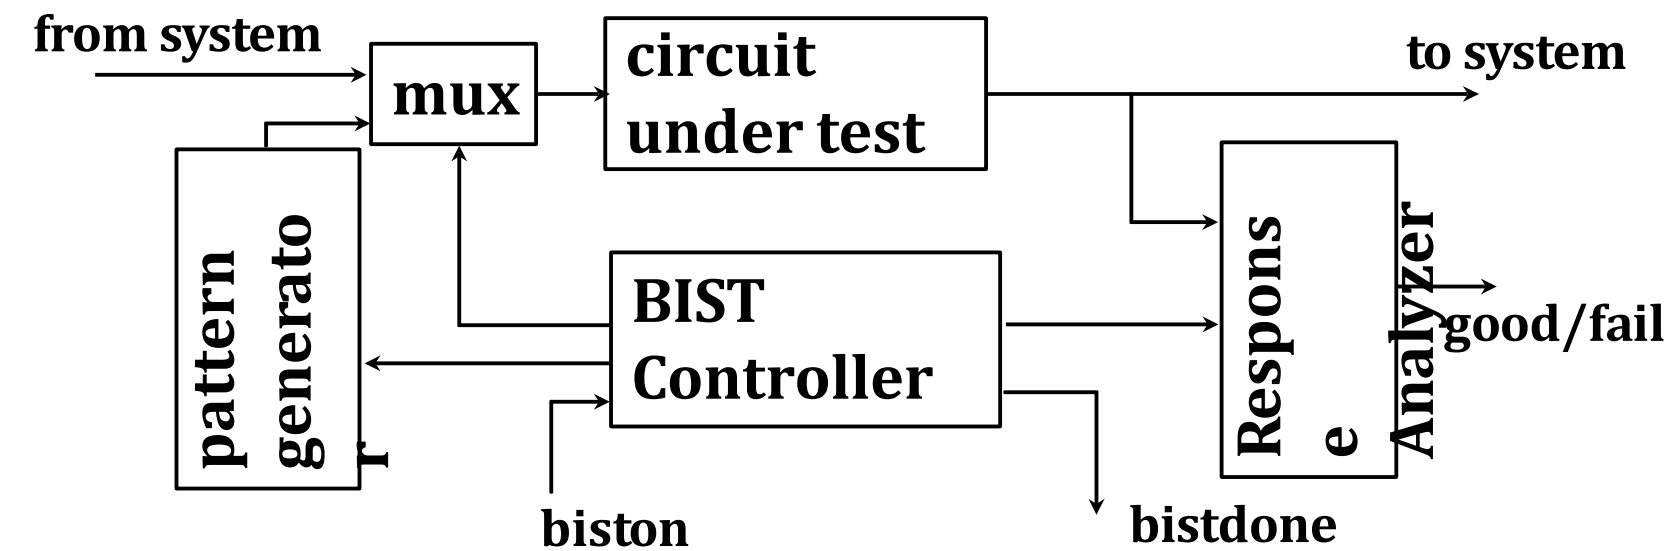 from system
mux
circuit
under test
to system
pattern
generato
r
BIST
Controller
Respons
e
Analyzer
good/fail
biston
bistdone